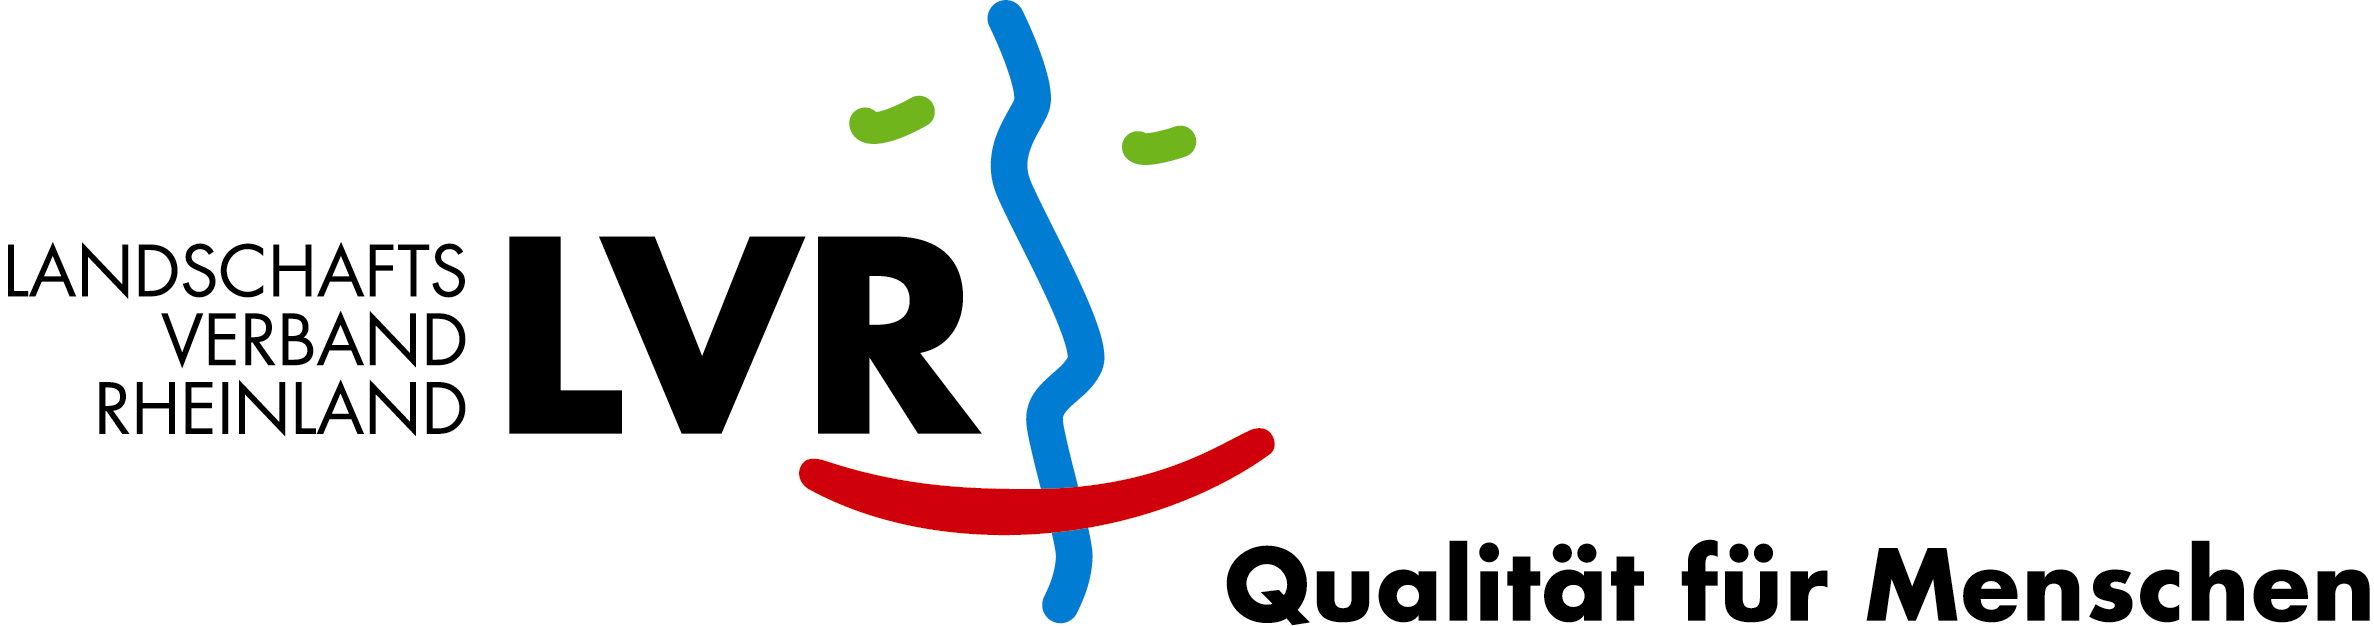 LANDSCHAFTS
VERBAND
RHEINLAND
LVR
Qualität für Menschen